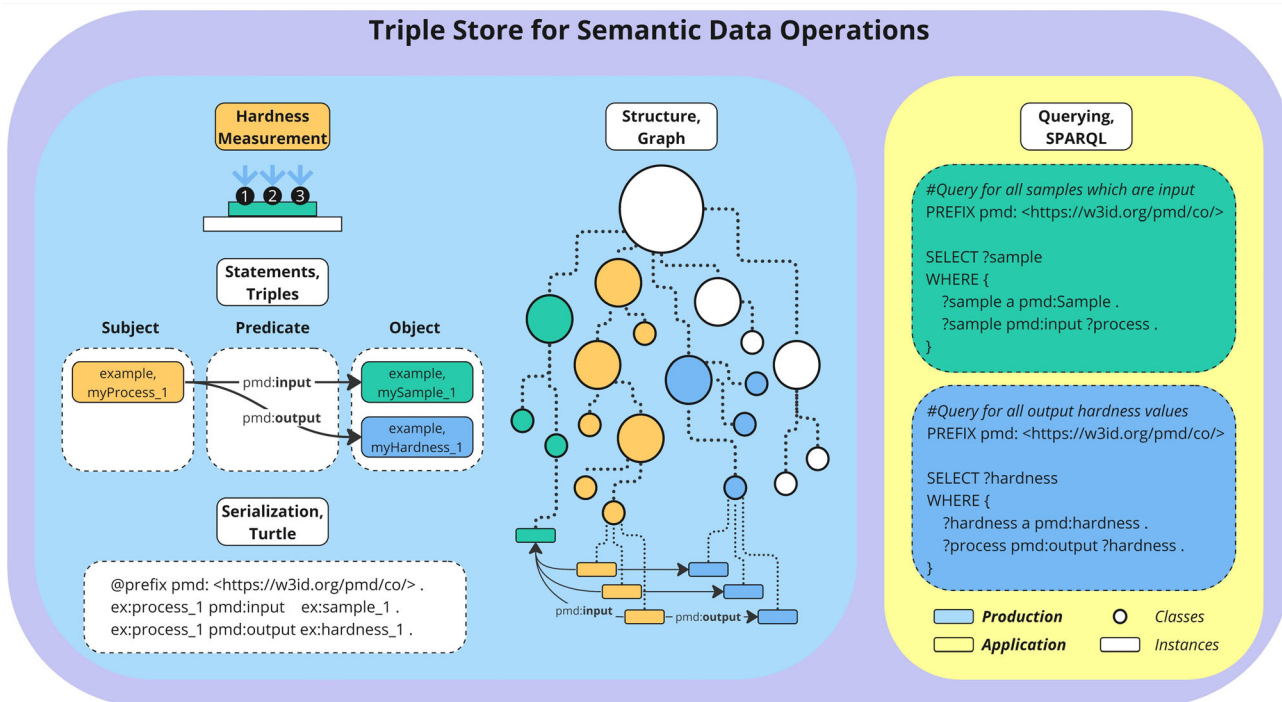 Triple Store for Semantic Data Operations
Hardness
Measurement
1 2 3
Statements,
Triples
Subject Predicate Object
example,
myProcess_1
pmd:input
pmd:output
example,
mySample_1
example,
myHardness_1
Serialization,
Turtle
@prefix pmd: <https://w3id.org/pmd/co/> .
ex:process_1 pmd:input ex:sample_1 .
ex:process_1 pmd:output ex:hardness_1 .
Structure,
Graph
pmd:input
pmd:output
Querying,
SPARQL
#Query for all samples which are input
PREFIX pmd: <https://w3id.org/pmd/co/>
SELECT ?sample
WHERE {
?sample a pmd:Sample .
?sample pmd:input ?process .
}
#Query for all output hardness values
PREFIX pmd: <https://w3id.org/pmd/co/>
SELECT ?hardness
WHERE {
?hardness a pmd:hardness .
?process pmd:output ?hardness .
}
Production Classes
Application Instances